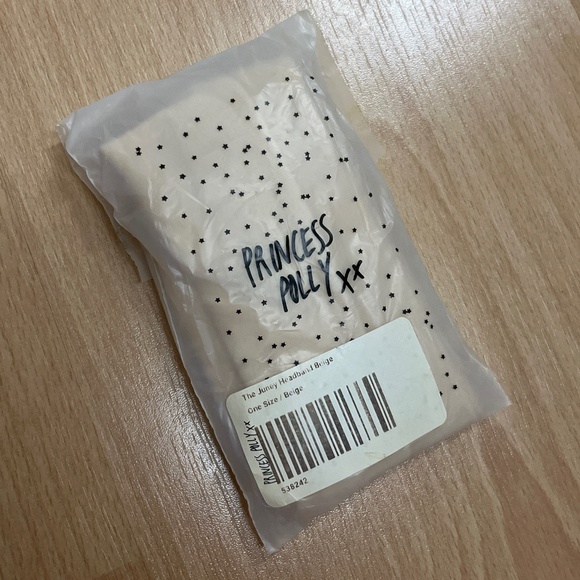 PRINCESS
POLLY xx
The Juney Headband Beige
One Size / Beige
PRINCESS POLLY xx
538242